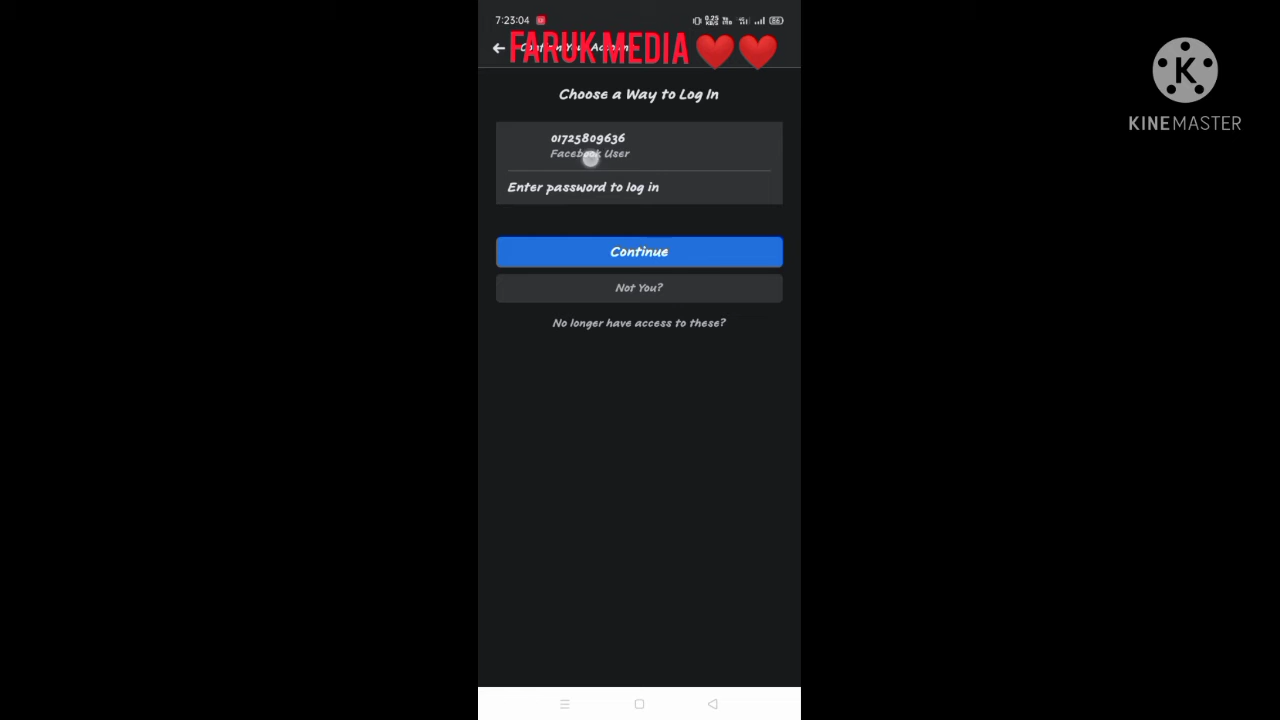 7:23:04
FARUK MEDIA
Choose a Way to Log In
01725809636
Facebook User
Enter password to log in
Continue
Not You?
No longer have access to these?
K
KINEMASTER